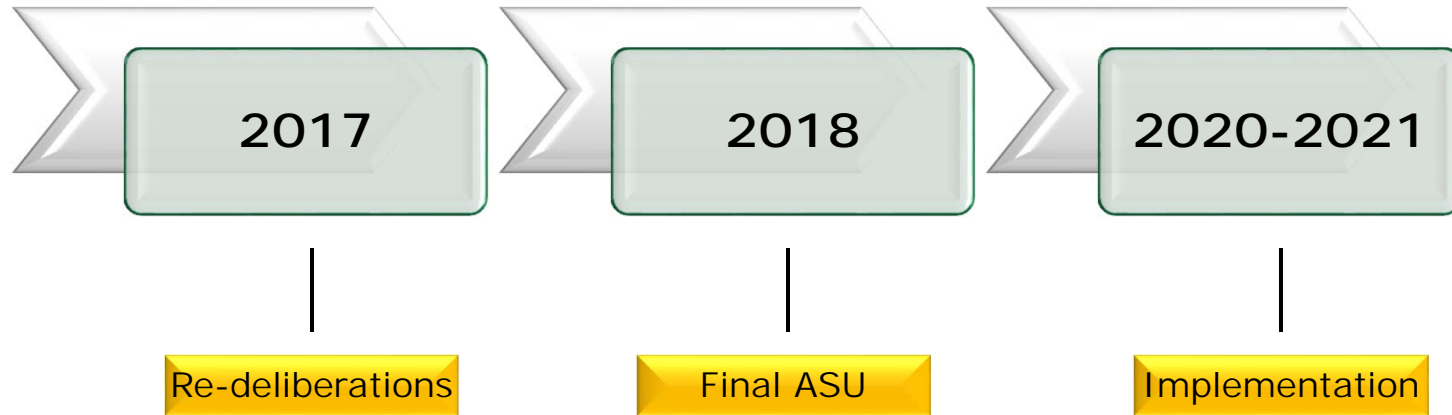 2017
2018
2020-2021
Re-deliberations
Final ASU
Implementation